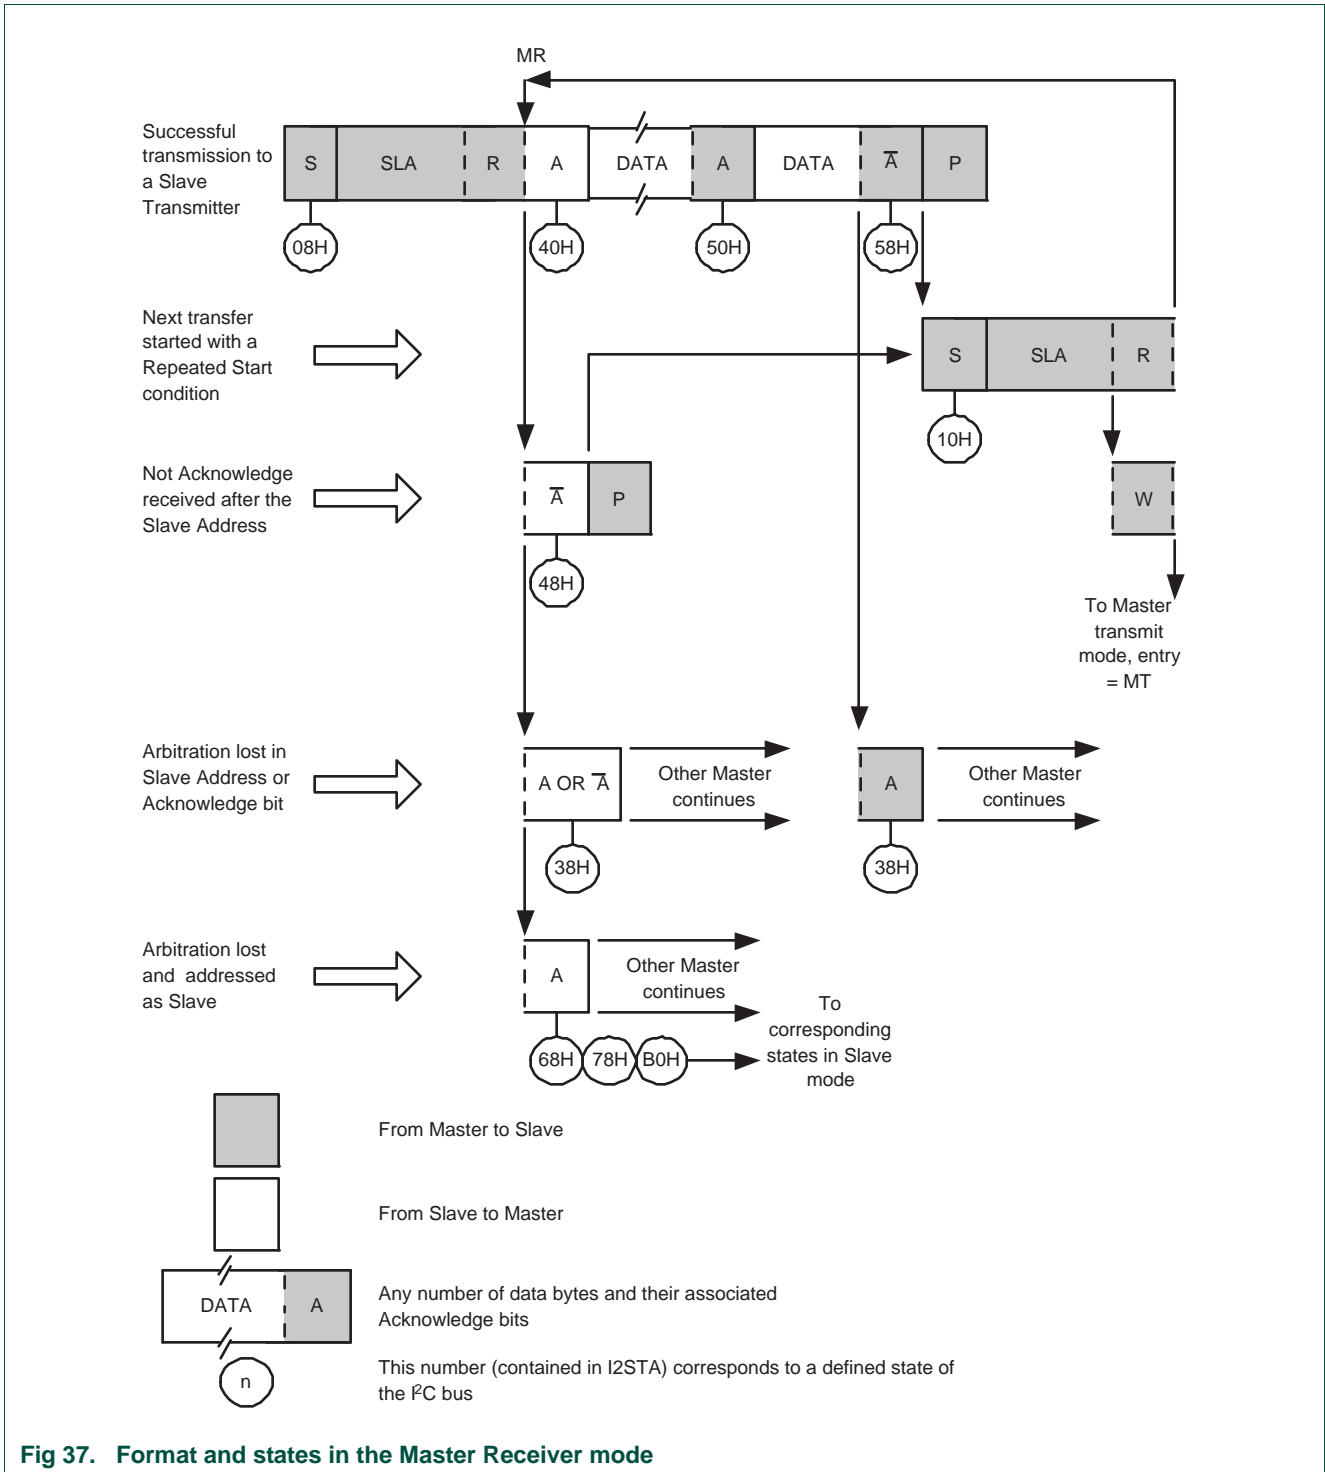 MR
Successful
transmission to
a Slave
Transmitter
S SLA R A DATA A DATA A̅ P
08H 40H 50H 58H
Next transfer
started with a
Repeated Start
condition
S SLA R
10H
Not Acknowledge
received after the
Slave Address
A̅ P
W
48H
To Master
transmit
mode, entry
= MT
Arbitration lost in
Slave Address or
Acknowledge bit
A OR A̅
Other Master
continues
A
Other Master
continues
38H 38H
Arbitration lost
and addressed
as Slave
A
Other Master
continues
68H 78H B0H
To
corresponding
states in Slave
mode
From Master to Slave
From Slave to Master
DATA A
Any number of data bytes and their associated
Acknowledge bits
n
This number (contained in I2STA) corresponds to a defined state of
the I²C bus
Fig 37. Format and states in the Master Receiver mode